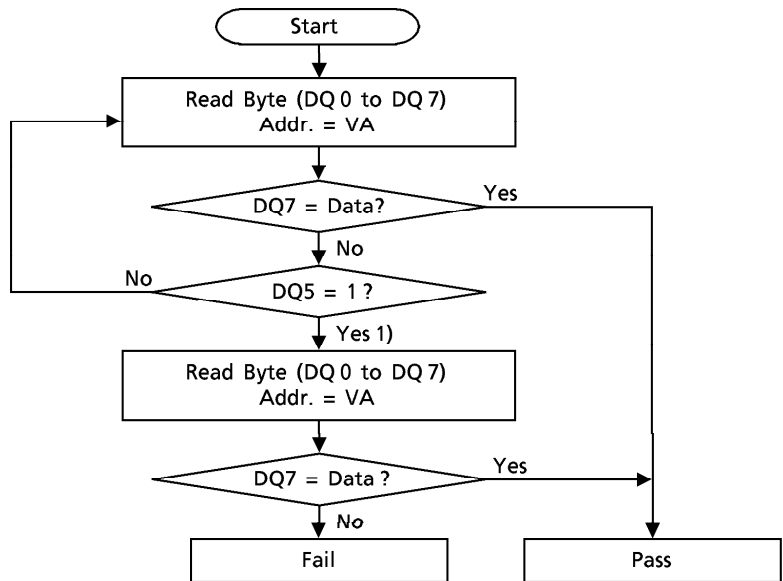 Start
Read Byte (DQ 0 to DQ 7)
Addr. = VA
DQ7 = Data?
Yes
No
No
DQ5 = 1 ?
Yes 1)
Read Byte (DQ 0 to DQ 7)
Addr. = VA
DQ7 = Data ?
Yes
No
Fail
Pass